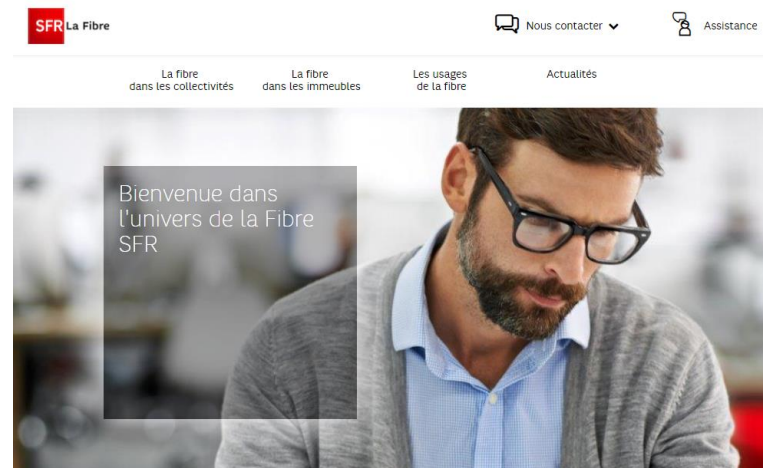 SFR La Fibre
Nous contacter
Assistance
La fibre
dans les collectivités
La fibre
dans les immeubles
Les usages
de la fibre
Actualités
Bienvenue dans
l'univers de la Fibre
SFR